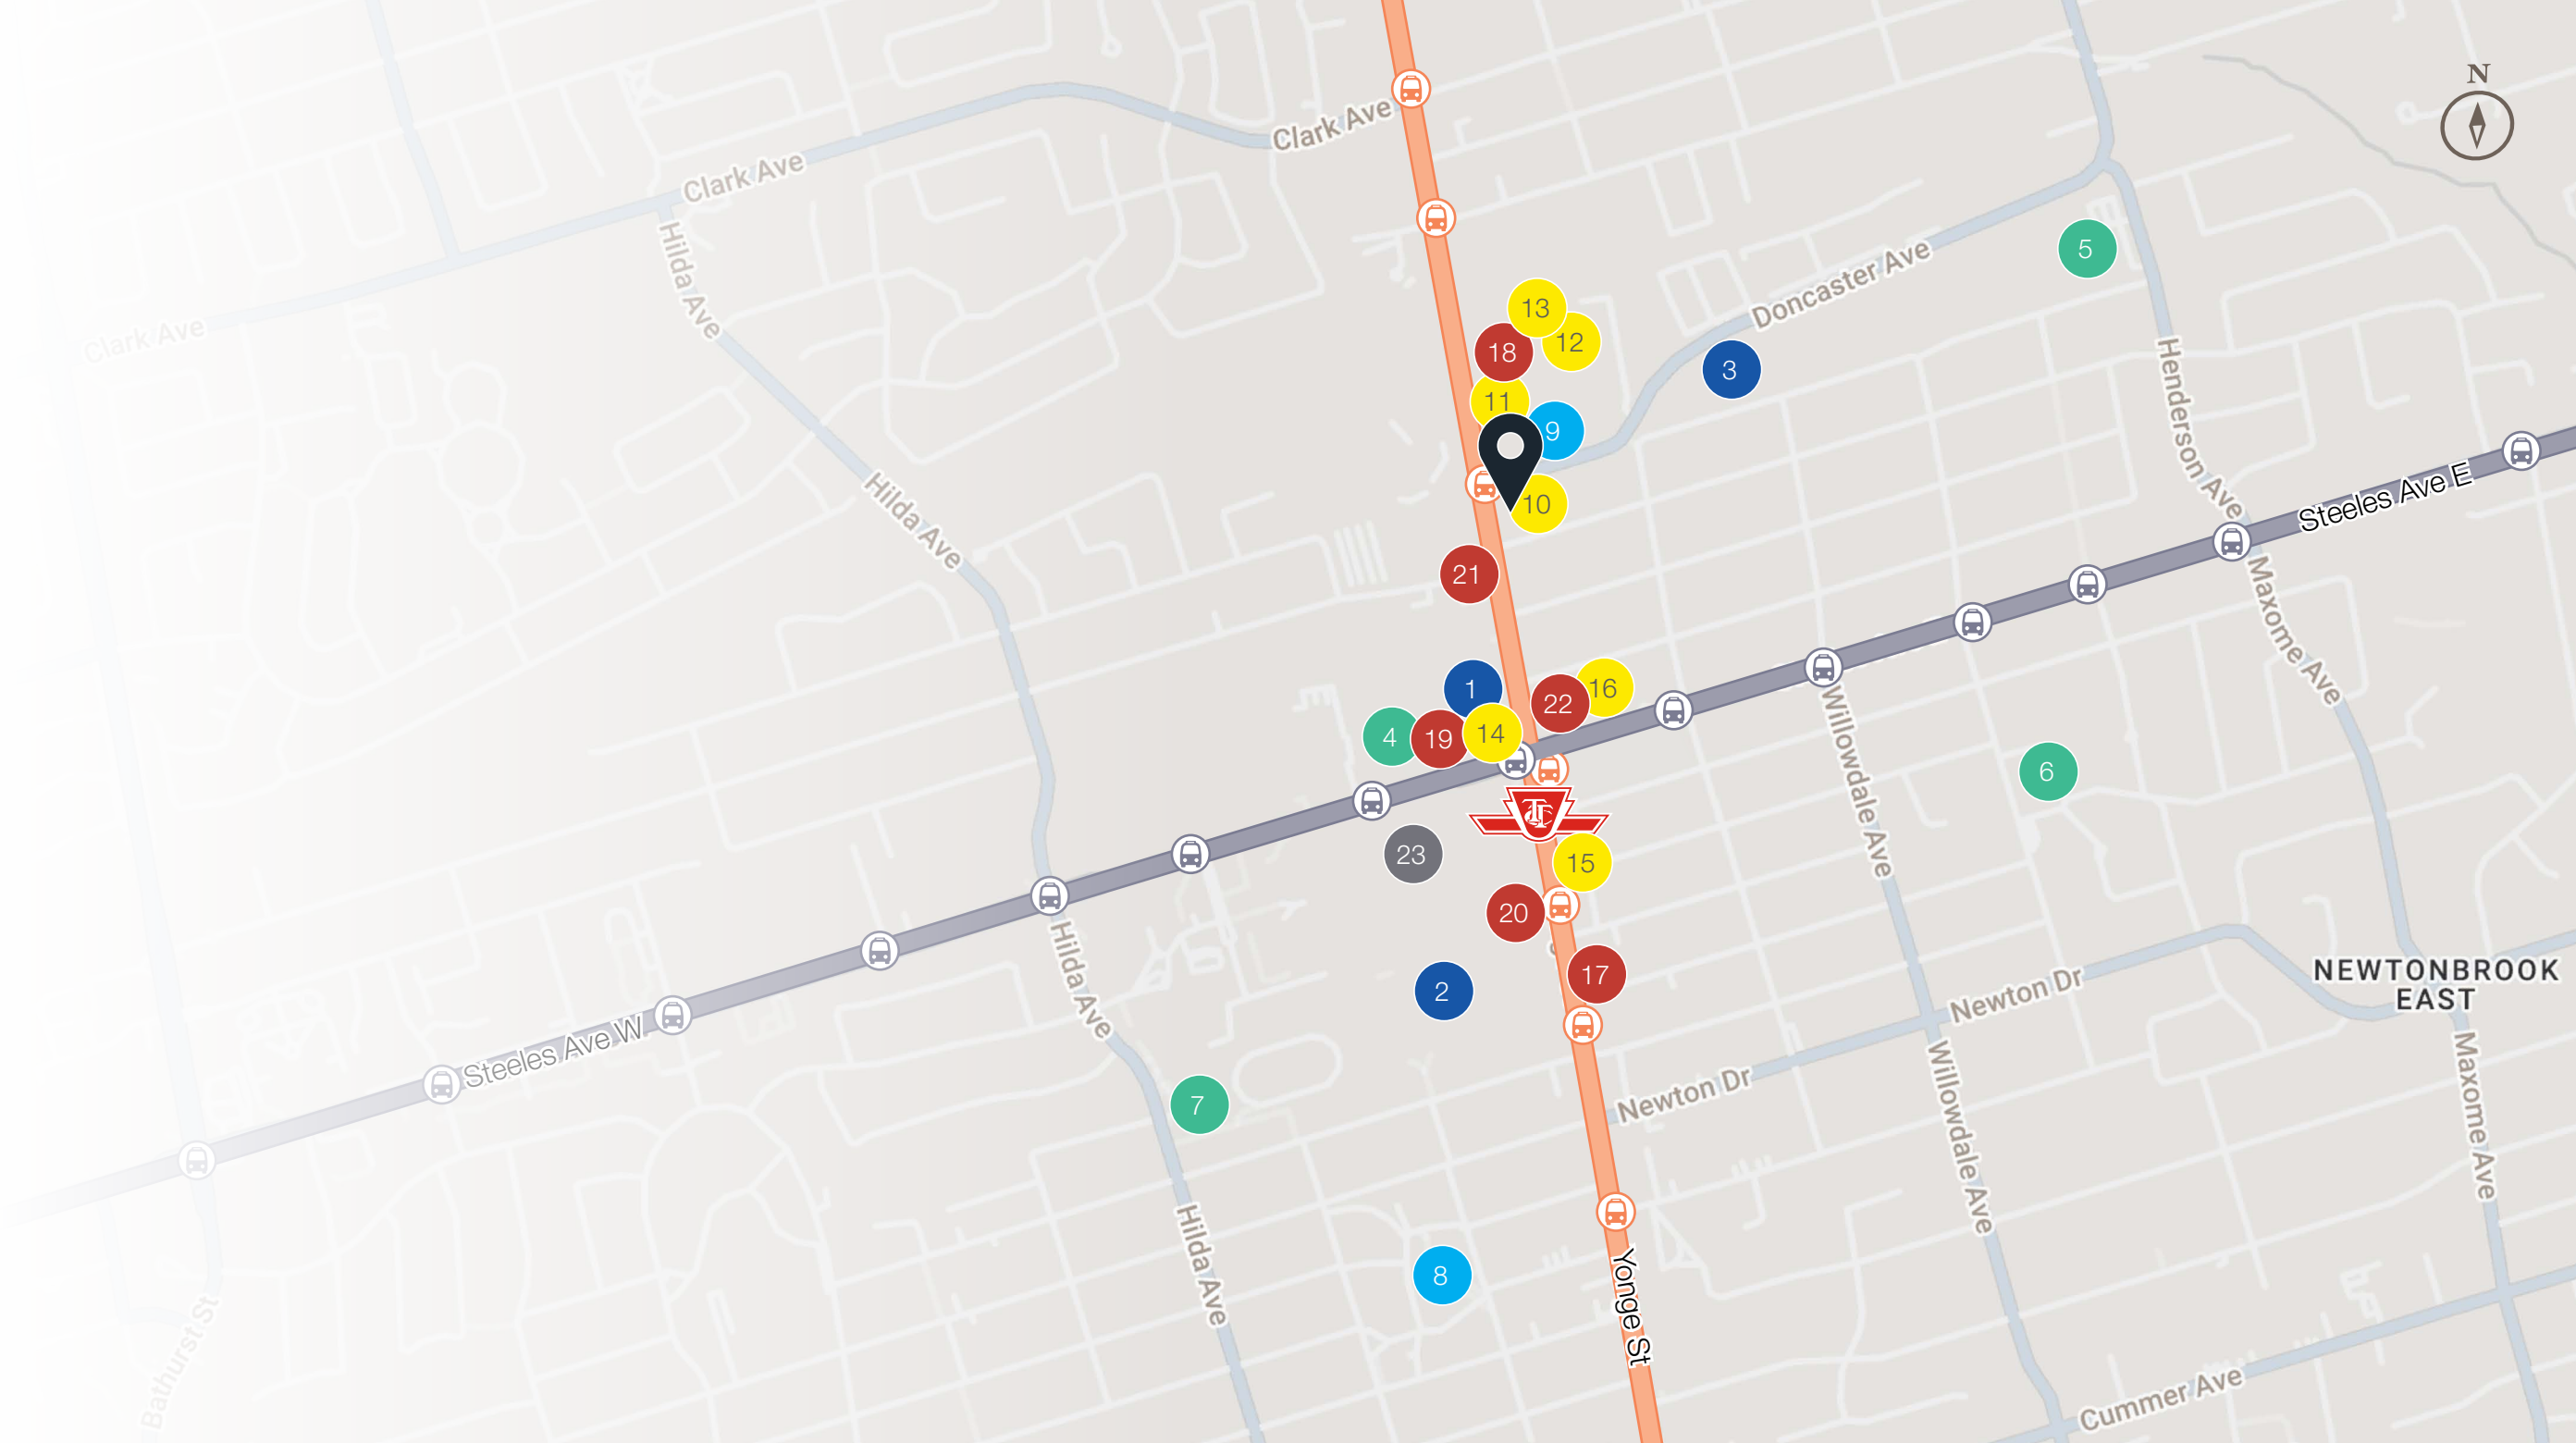 N
Clark Ave
Clark Ave
Clark Ave
Hilda Ave
Doncaster Ave
5
13
12
18
3
11
9
Henderson Ave
10
Steeles Ave E
Hilda Ave
21
Maxome Ave
1
22
16
4
19
14
Willowdale Ave
6
TTC
23
15
20
17
2
Hilda Ave
Newton Dr
NEWTONBROOK
EAST
Steeles Ave W
Newton Dr
7
Willowdale Ave
Maxome Ave
Hilda Ave
8
Yonge St
Bathurst St
Cummer Ave